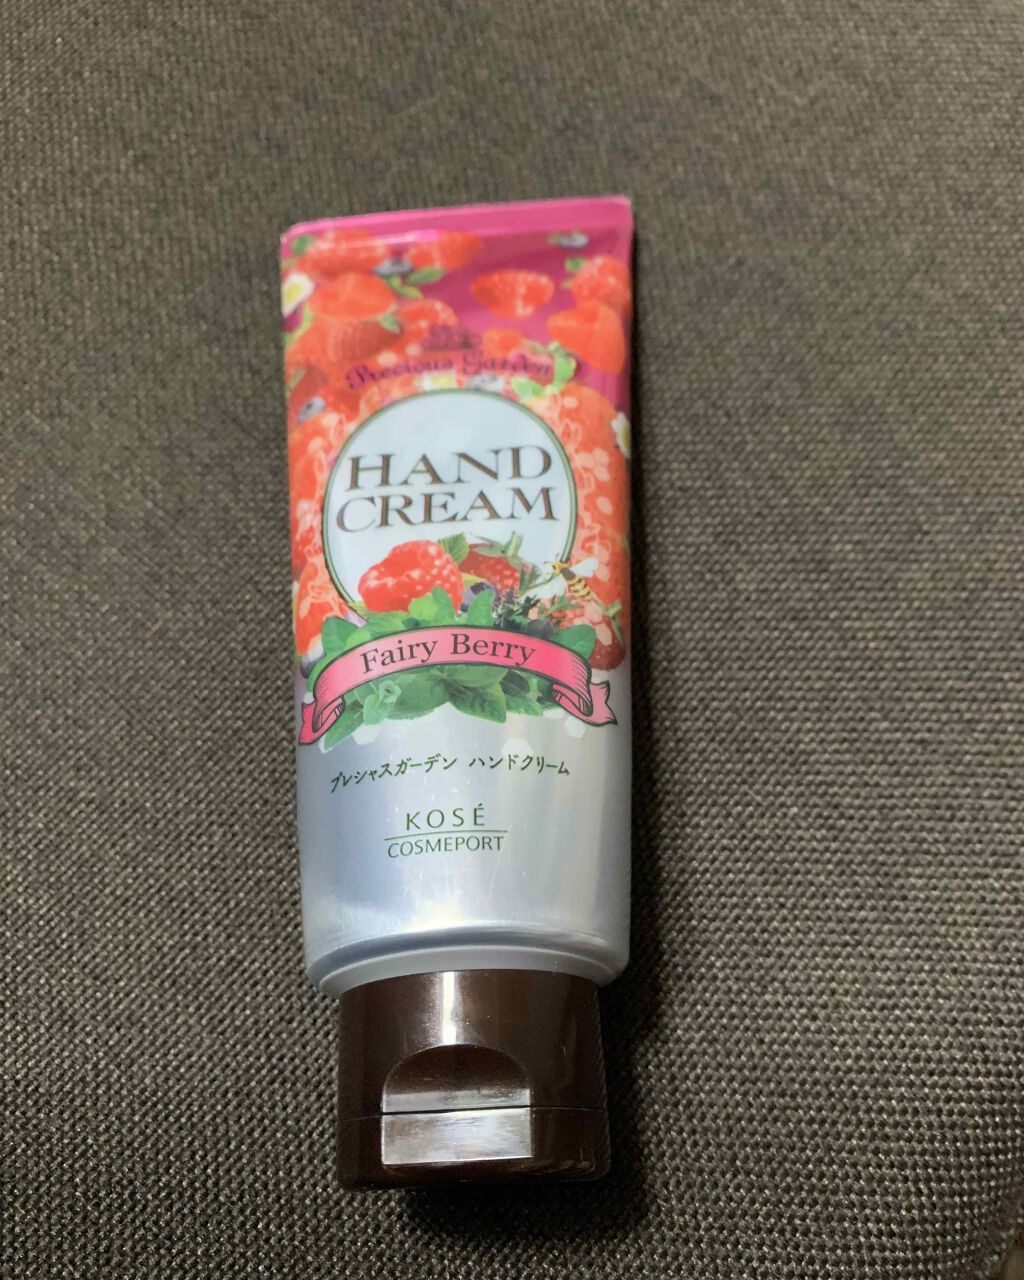 Precious Garden
HAND
CREAM
Fairy Berry
プレシャスガーデン ハンドクリーム
KOSÉ
COSMEPORT